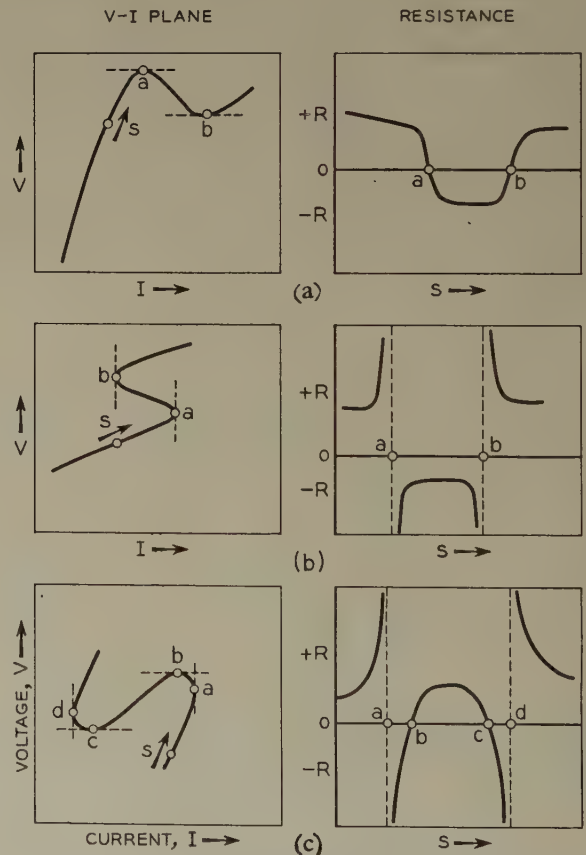 V-I PLANE
RESISTANCE
V →
a
b
S
I →
+R
0
-R
a
b
S →
(a)
V →
b
a
S
I →
+R
0
-R
a
b
S →
(b)
VOLTAGE, V →
b
a
d
c
S
CURRENT, I →
+R
0
-R
a
b
c
d
S →
(c)